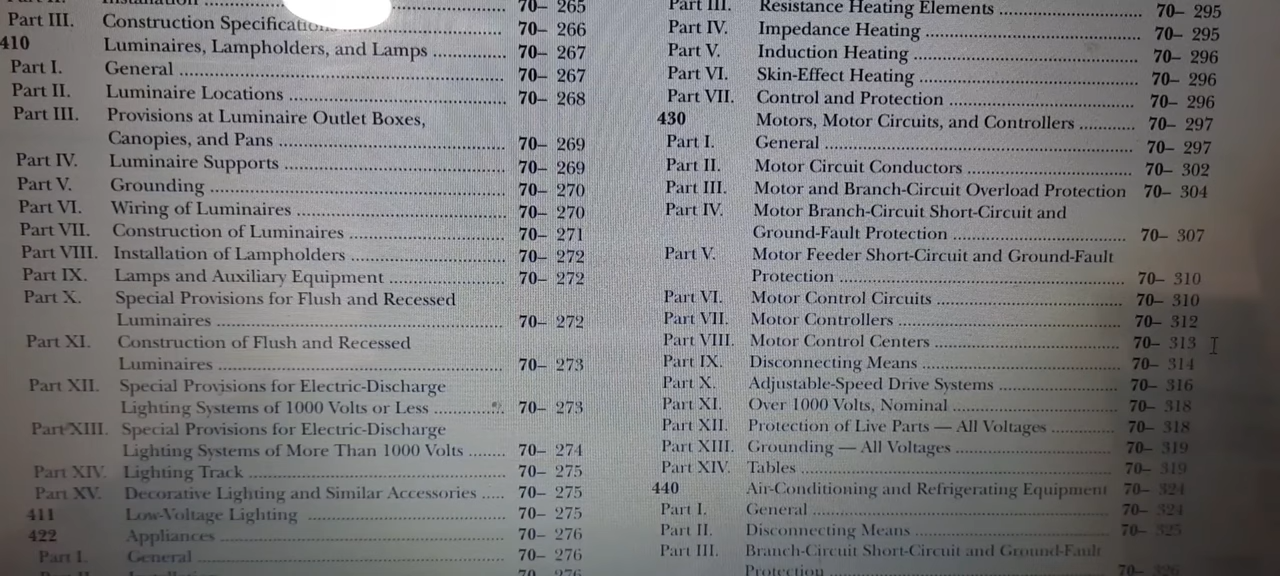 Installation ..... 70– 265
Part III. Construction Specifications ..... 70– 266
410 Luminaires, Lampholders, and Lamps ..... 70– 267
Part I. General ..... 70– 267
Part II. Luminaire Locations ..... 70– 268
Part III. Provisions at Luminaire Outlet Boxes,
Canopies, and Pans ..... 70– 269
Part IV. Luminaire Supports ..... 70– 269
Part V. Grounding ..... 70– 270
Part VI. Wiring of Luminaires ..... 70– 270
Part VII. Construction of Luminaires ..... 70– 271
Part VIII. Installation of Lampholders ..... 70– 272
Part IX. Lamps and Auxiliary Equipment ..... 70– 272
Part X. Special Provisions for Flush and Recessed
Luminaires ..... 70– 272
Part XI. Construction of Flush and Recessed
Luminaires ..... 70– 273
Part XII. Special Provisions for Electric-Discharge
Lighting Systems of 1000 Volts or Less ..... 70– 273
Part XIII. Special Provisions for Electric-Discharge
Lighting Systems of More Than 1000 Volts ..... 70– 274
Part XIV. Lighting Track ..... 70– 275
Part XV. Decorative Lighting and Similar Accessories ..... 70– 275
411 Low-Voltage Lighting ..... 70– 275
422 Appliances ..... 70– 276
Part I. General ..... 70– 276
70– 276
Part III. Resistance Heating Elements ..... 70– 295
Part IV. Impedance Heating ..... 70– 295
Part V. Induction Heating ..... 70– 296
Part VI. Skin-Effect Heating ..... 70– 296
Part VII. Control and Protection ..... 70– 296
430 Motors, Motor Circuits, and Controllers ..... 70– 297
Part I. General ..... 70– 297
Part II. Motor Circuit Conductors ..... 70– 302
Part III. Motor and Branch-Circuit Overload Protection 70– 304
Part IV. Motor Branch-Circuit Short-Circuit and
Ground-Fault Protection ..... 70– 307
Part V. Motor Feeder Short-Circuit and Ground-Fault
Protection ..... 70– 310
Part VI. Motor Control Circuits ..... 70– 310
Part VII. Motor Controllers ..... 70– 312
Part VIII. Motor Control Centers ..... 70– 313
Part IX. Disconnecting Means ..... 70– 314
Part X. Adjustable-Speed Drive Systems ..... 70– 316
Part XI. Over 1000 Volts, Nominal ..... 70– 318
Part XII. Protection of Live Parts — All Voltages ..... 70– 318
Part XIII. Grounding — All Voltages ..... 70– 319
Part XIV. Tables ..... 70– 319
440 Air-Conditioning and Refrigerating Equipment 70– 324
Part I. General ..... 70– 324
Part II. Disconnecting Means ..... 70– 325
Part III. Branch-Circuit Short-Circuit and Ground-Fault
Protection ..... 70– 326